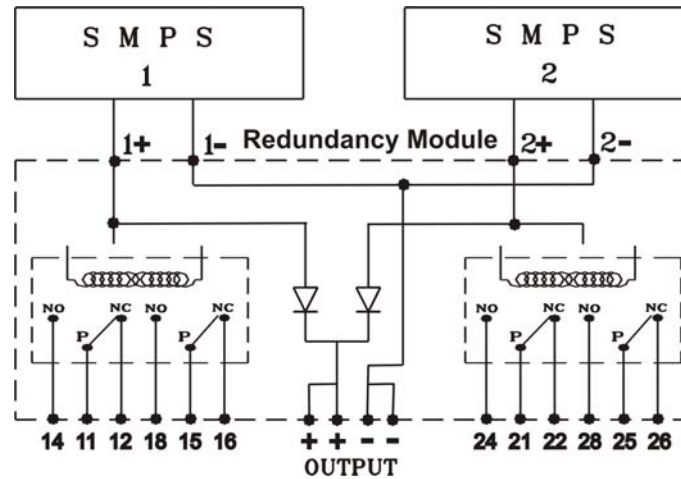 S M P S
1
S M P S
2
1+ 1- Redundancy Module 2+ 2-
NO NC NO NC
P P
NO NC NO NC
P P
14 11 12 18 15 16
+ + - -
24 21 22 28 25 26
OUTPUT